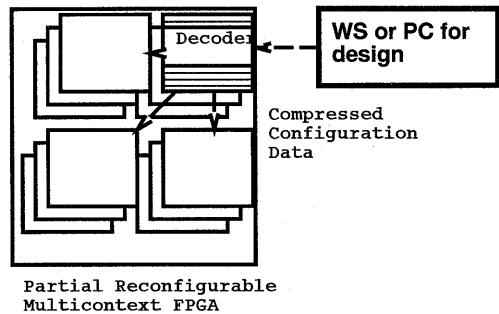 WS or PC for
design
Decoder
Compressed
Configuration
Data
Partial Reconfigurable
Multicontext FPGA